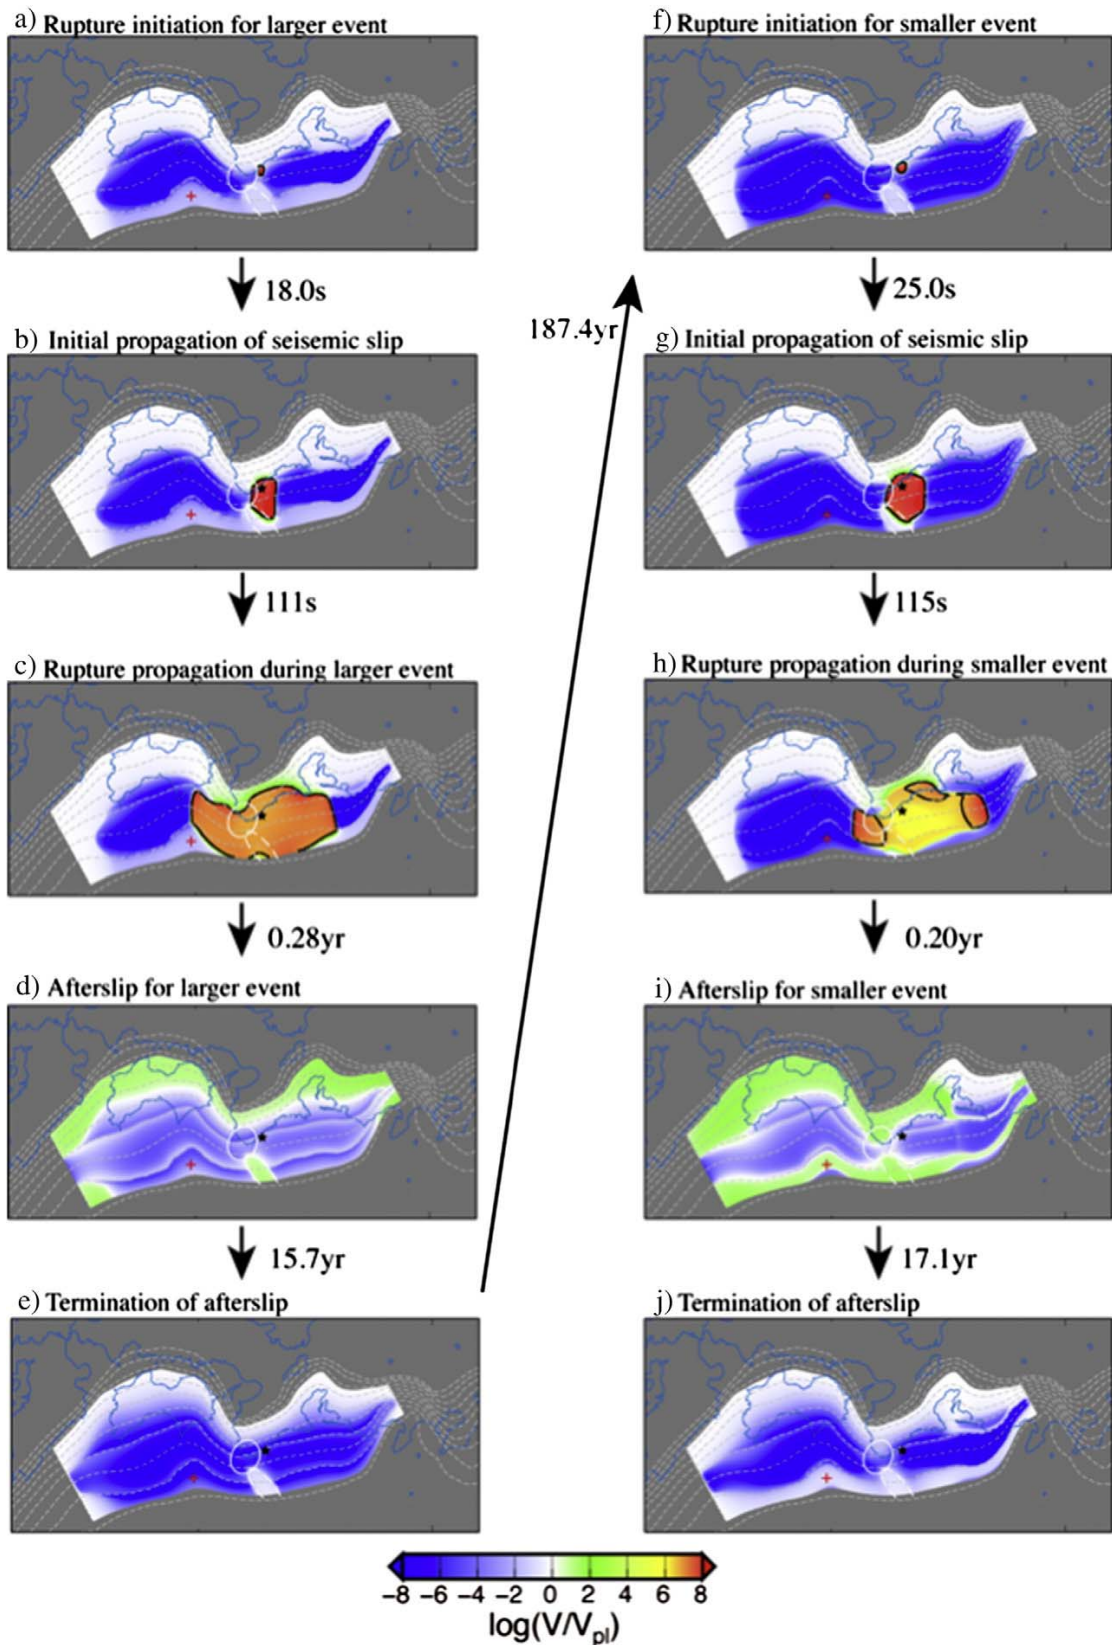 a) Rupture initiation for larger event
18.0s
b) Initial propagation of seisemic slip
111s
c) Rupture propagation during larger event
0.28yr
d) Afterslip for larger event
15.7yr
e) Termination of afterslip
187.4yr
f) Rupture initiation for smaller event
25.0s
g) Initial propagation of seismic slip
115s
h) Rupture propagation during smaller event
0.20yr
i) Afterslip for smaller event
17.1yr
j) Termination of afterslip
−8 −6 −4 −2 0 2 4 6 8
log(V/Vpl)